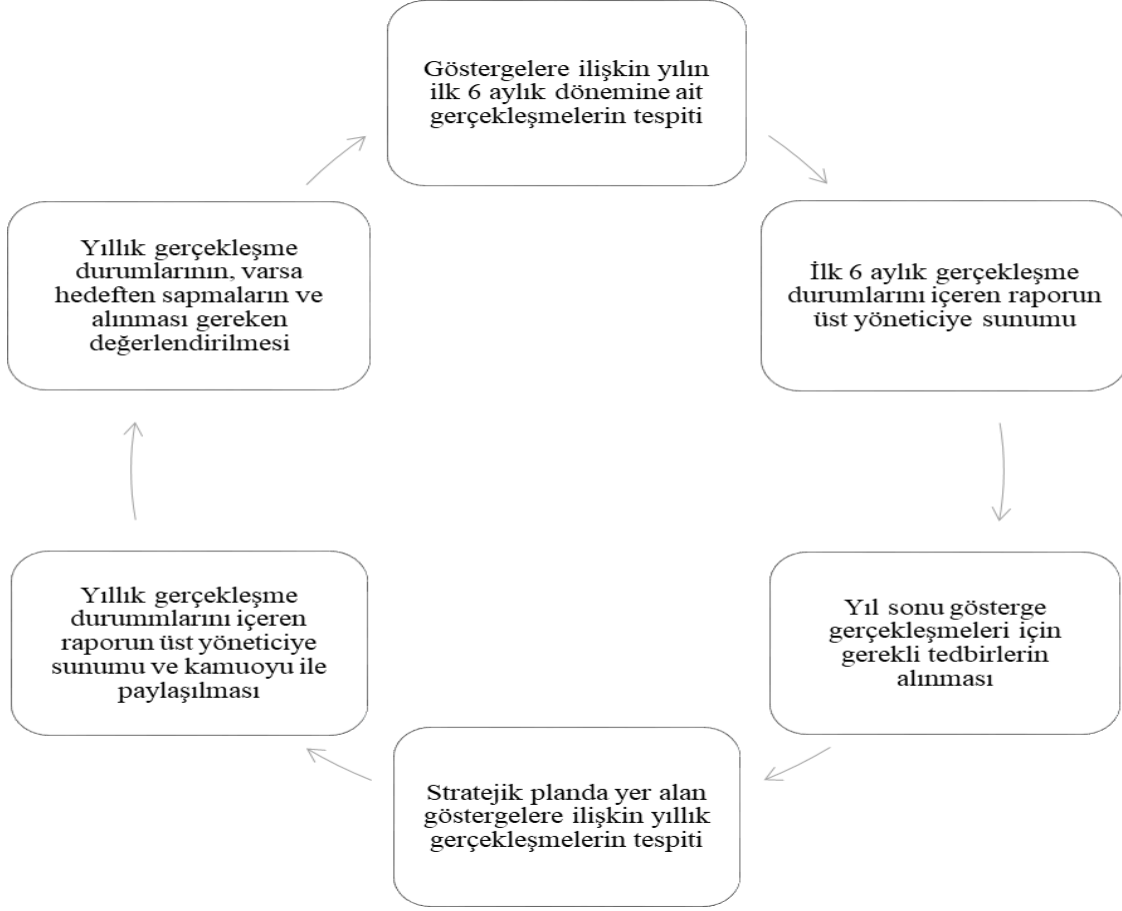 Göstergelere ilişkin yılın
ilk 6 aylık dönemine ait
gerçekleşmelerin tespiti
İlk 6 aylık gerçekleşme
durumlarını içeren raporun
üst yöneticiye sunumu
Yıl sonu gösterge
gerçekleşmeleri için
gerekli tedbirlerin
alınması
Stratejik planda yer alan
göstergelere ilişkin yıllık
gerçekleşmelerin tespiti
Yıllık gerçekleşme
durummlarını içeren
raporun üst yöneticiye
sunumu ve kamuoyu ile
paylaşılması
Yıllık gerçekleşme
durumlarının, varsa
hedeften sapmaların ve
alınması gereken
değerlendirilmesi